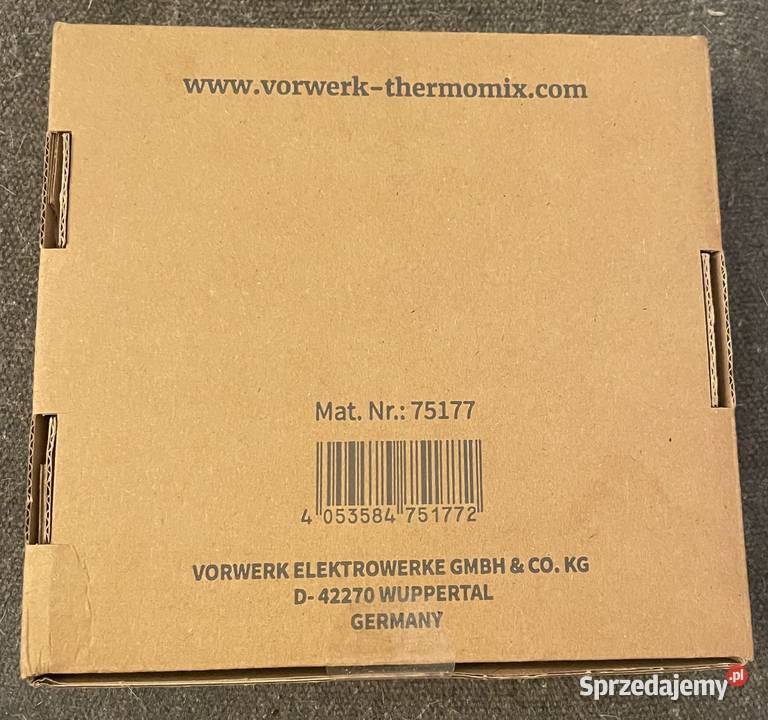 www.vorwerk-thermomix.com
Mat. Nr.: 75177
4 053584 751772
VORWERK ELEKTROWERKE GMBH & CO. KG
D- 42270 WUPPERTAL
GERMANY
Sprzedajemy.pl